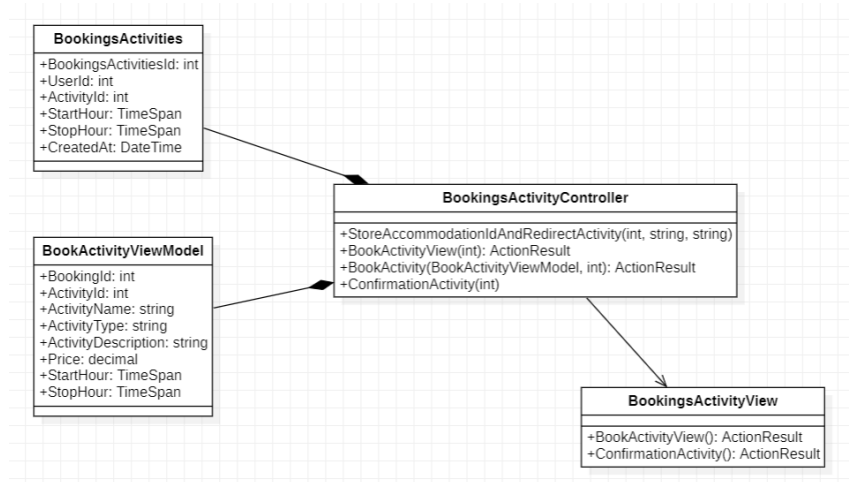 BookingsActivities
+BookingsActivitiesId: int
+UserId: int
+ActivityId: int
+StartHour: TimeSpan
+StopHour: TimeSpan
+CreatedAt: DateTime
BookingsActivityController
+StoreAccommodationIdAndRedirectActivity(int, string, string)
+BookActivityView(int): ActionResult
+BookActivity(BookActivityViewModel, int): ActionResult
+ConfirmationActivity(int)
BookActivityViewModel
+BookingId: int
+ActivityId: int
+ActivityName: string
+ActivityType: string
+ActivityDescription: string
+Price: decimal
+StartHour: TimeSpan
+StopHour: TimeSpan
BookingsActivityView
+BookActivityView(): ActionResult
+ConfirmationActivity(): ActionResult